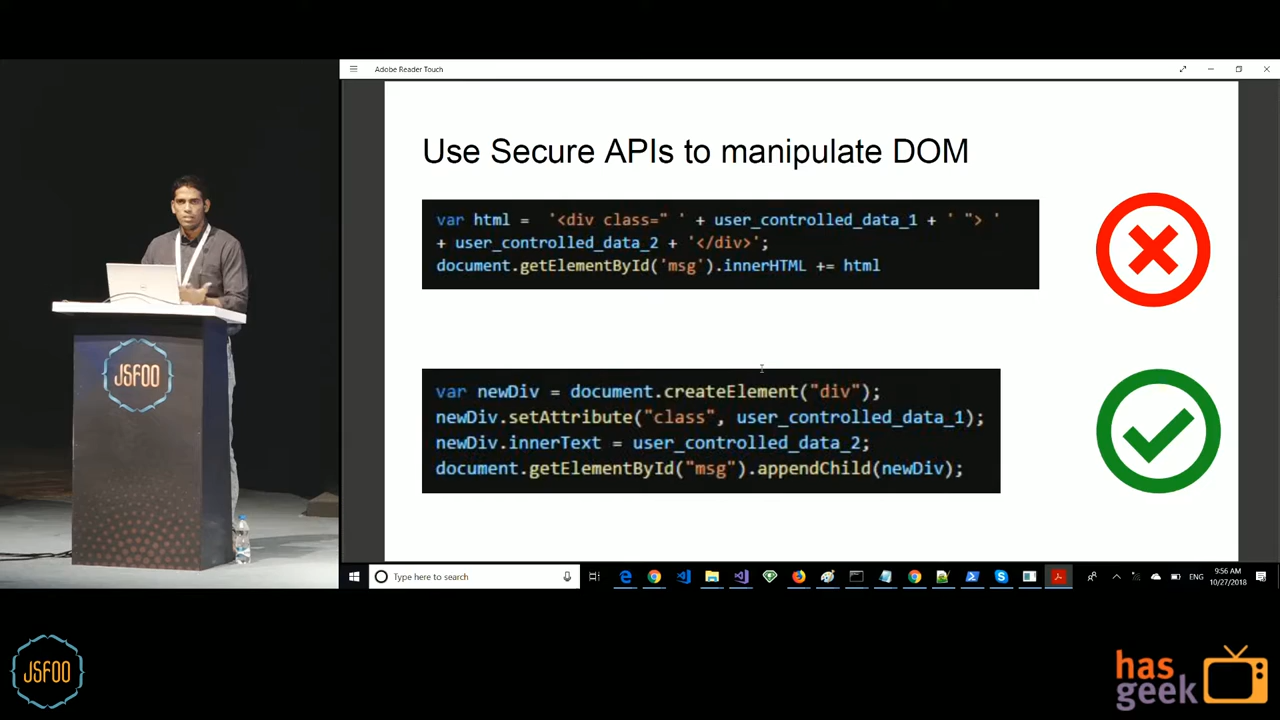 Adobe Reader Touch
Use Secure APIs to manipulate DOM
var html = '<div class=" ' + user_controlled_data_1 + ' "> '
+ user_controlled_data_2 + '</div>';
document.getElementById('msg').innerHTML += html
var newDiv = document.createElement("div");
newDiv.setAttribute("class", user_controlled_data_1);
newDiv.innerText = user_controlled_data_2;
document.getElementById("msg").appendChild(newDiv);
JSFOO
Type here to search
ENG
9:56 AM
10/27/2018
JSFOO
has
geek